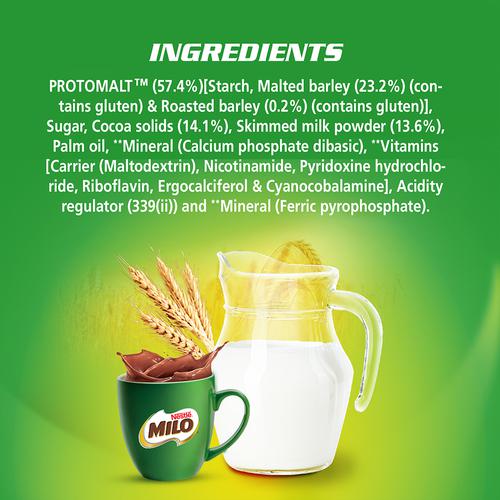 INGREDIENTS
PROTOMALT™ (57.4%)[Starch, Malted barley (23.2%) (con-
tains gluten) & Roasted barley (0.2%) (contains gluten)],
Sugar, Cocoa solids (14.1%), Skimmed milk powder (13.6%),
Palm oil, **Mineral (Calcium phosphate dibasic), **Vitamins
[Carrier (Maltodextrin), Nicotinamide, Pyridoxine hydrochlo-
ride, Riboflavin, Ergocalciferol & Cyanocobalamine], Acidity
regulator (339(ii)) and **Mineral (Ferric pyrophosphate).
Nestlé
MILO